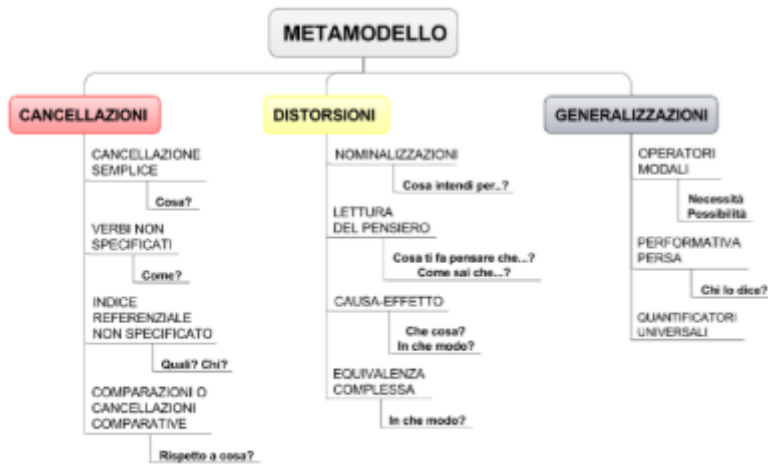 METAMODELLO
CANCELLAZIONI
CANCELLAZIONE
SEMPLICE
Cosa?
VERBI NON
SPECIFICATI
Come?
INDICE
REFERENZIALE
NON SPECIFICATO
Quali? Chi?
COMPARAZIONI O
CANCELLAZIONI
COMPARATIVE
Rispetto a cosa?
DISTORSIONI
NOMINALIZZAZIONI
Cosa intendi per..?
LETTURA
DEL PENSIERO
Cosa ti fa pensare che...?
Come sai che...?
CAUSA-EFFETTO
Che cosa?
In che modo?
EQUIVALENZA
COMPLESSA
In che modo?
GENERALIZZAZIONI
OPERATORI
MODALI
Necessità
Possibilità
PERFORMATIVA
PERSA
Chi lo dice?
QUANTIFICATORI
UNIVERSALI